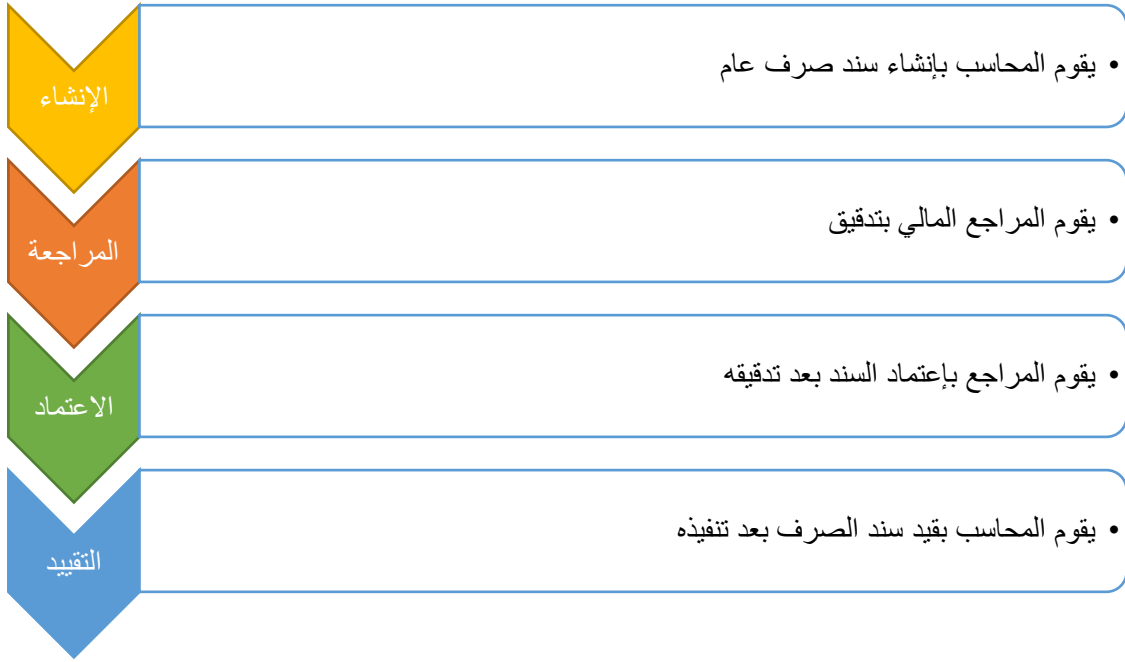 الإنشاء
• يقوم المحاسب بإنشاء سند صرف عام
المراجعة
• يقوم المراجع المالي بتدقيق
الاعتماد
• يقوم المراجع بإعتماد السند بعد تدقيقه
التقييد
• يقوم المحاسب بقيد سند الصرف بعد تنفيذه